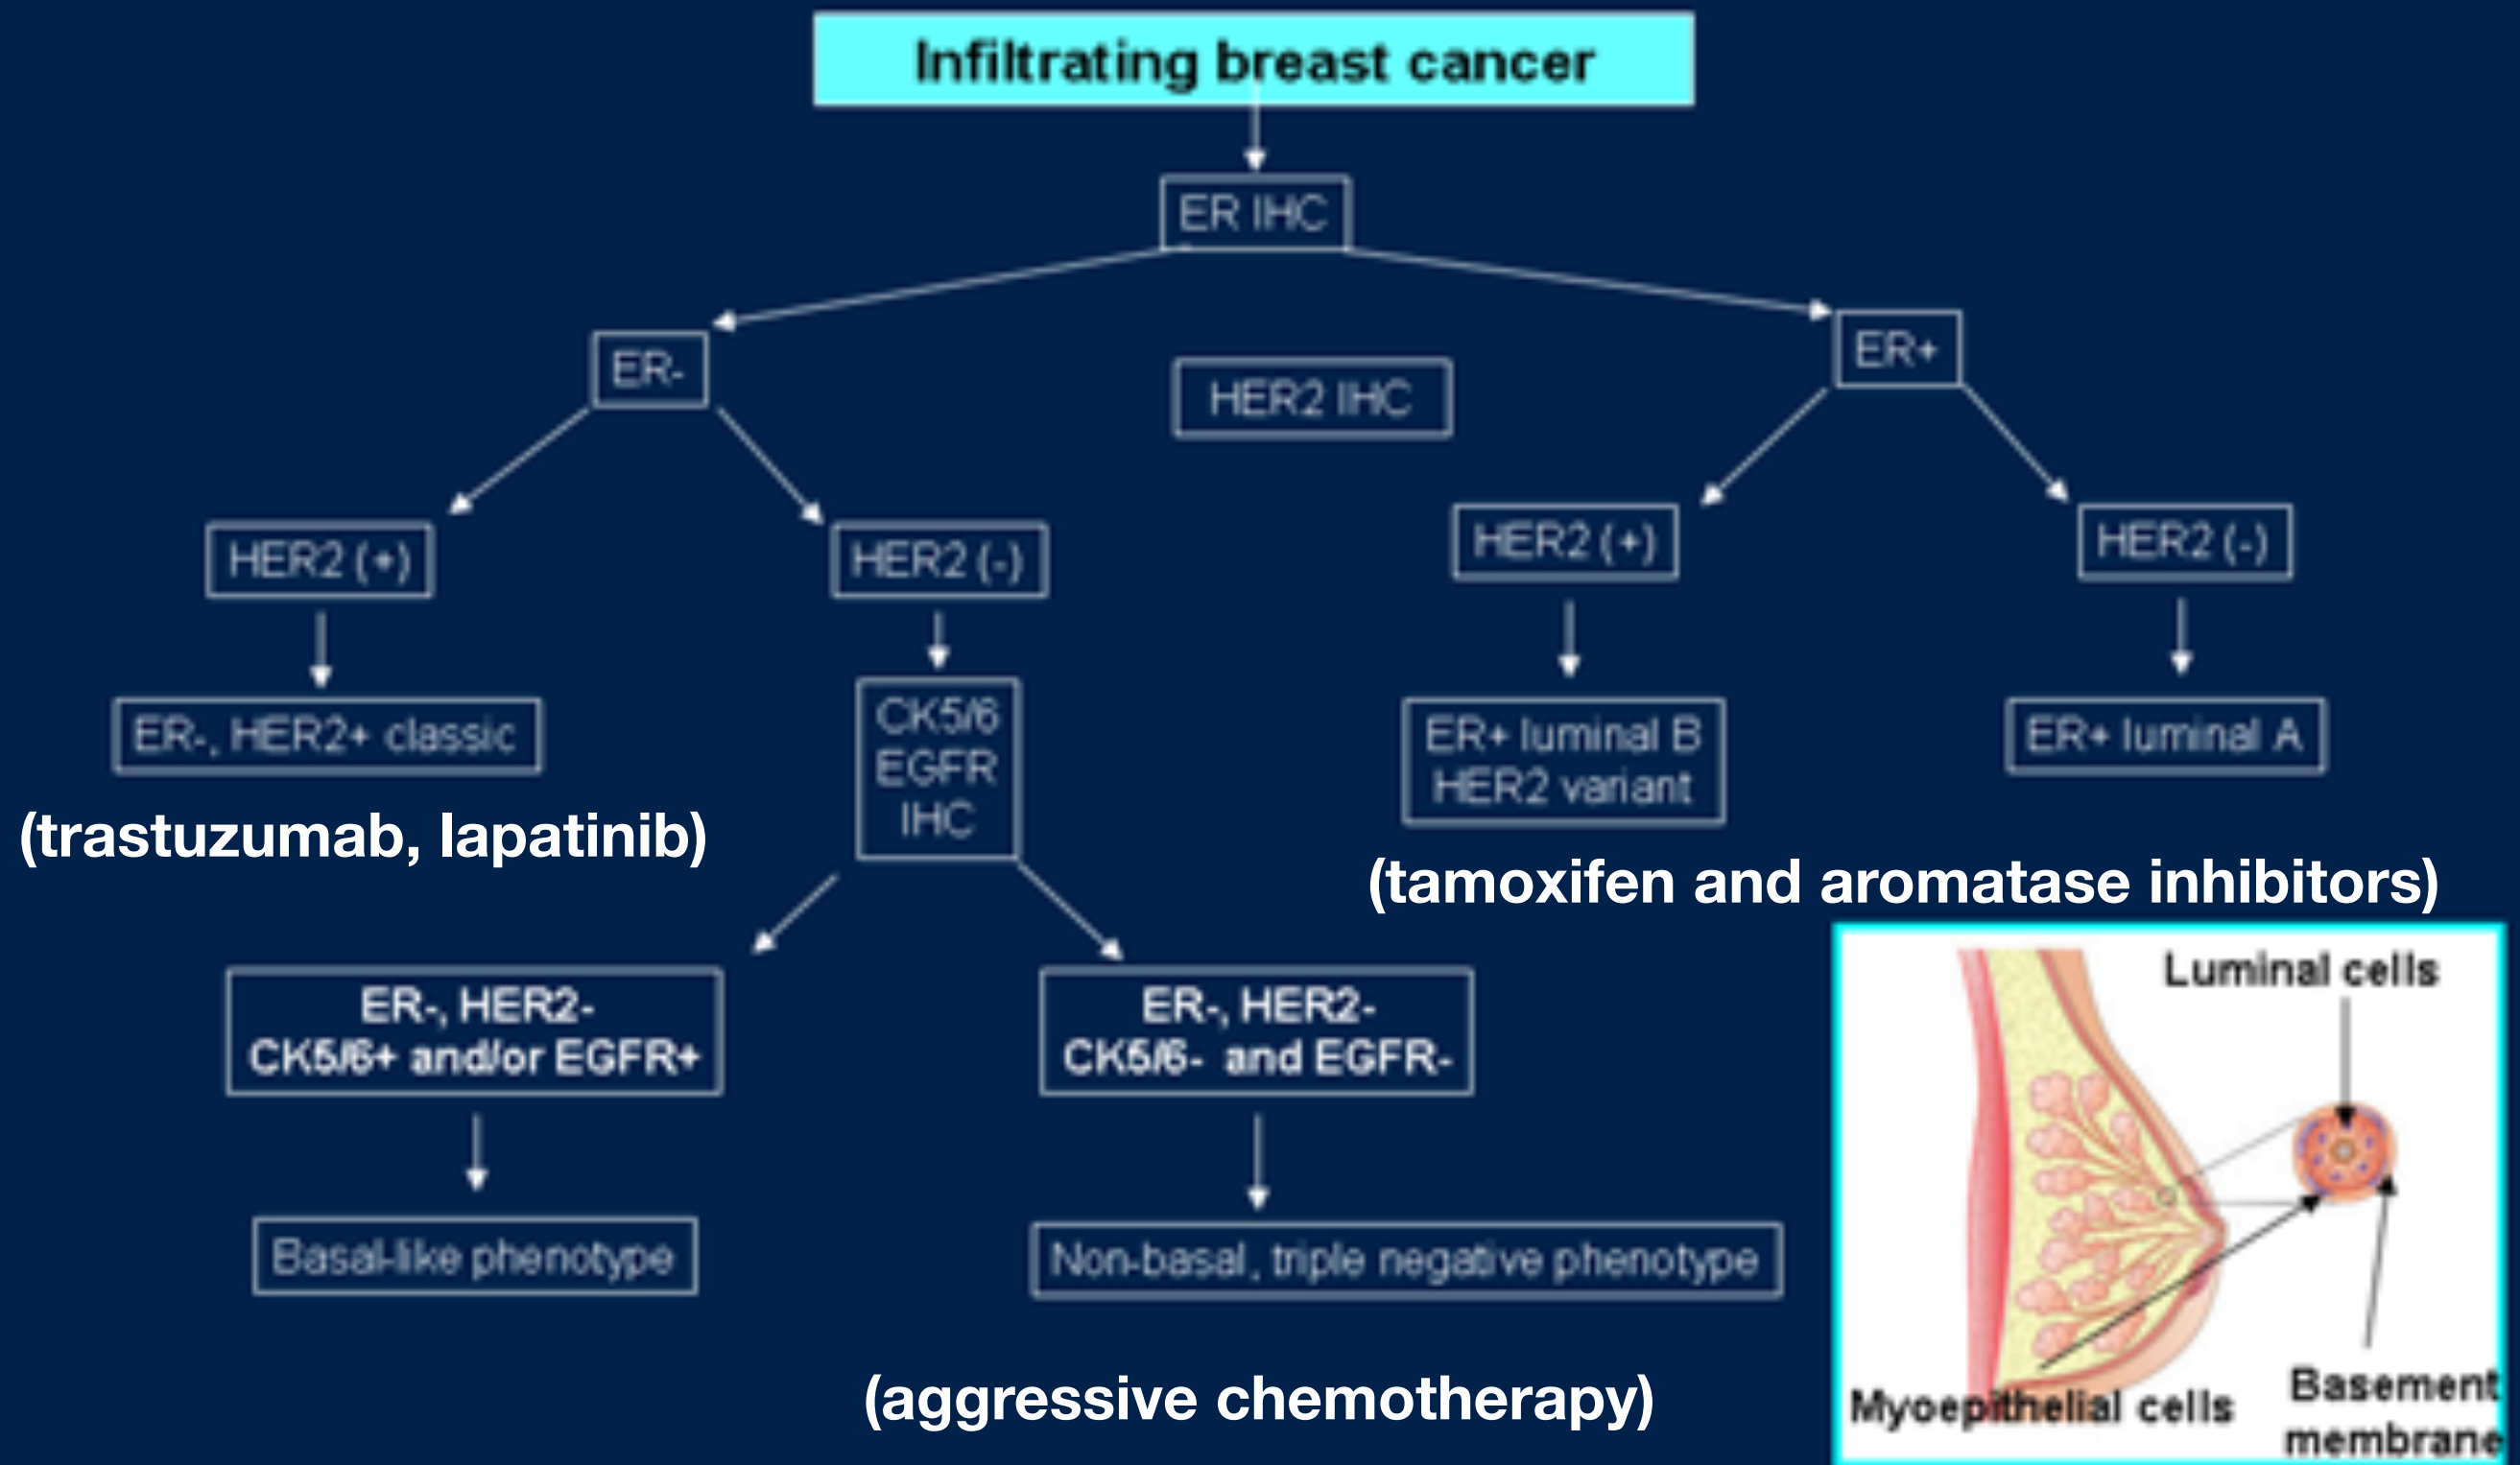 Infiltrating breast cancer
ER IHC
ER-
HER2 IHC
ER+
HER2 (+)
HER2 (-)
HER2 (+)
HER2 (-)
ER-, HER2+ classic
CK5/6
EGFR
IHC
ER+ luminal B
HER2 variant
ER+ luminal A
(trastuzumab, lapatinib)
(tamoxifen and aromatase inhibitors)
ER-, HER2-
CK5/6+ and/or EGFR+
ER-, HER2-
CK5/6- and EGFR-
Basal-like phenotype
Non-basal, triple negative phenotype
(aggressive chemotherapy)
Luminal cells
Myoepithelial cells
Basement
membrane